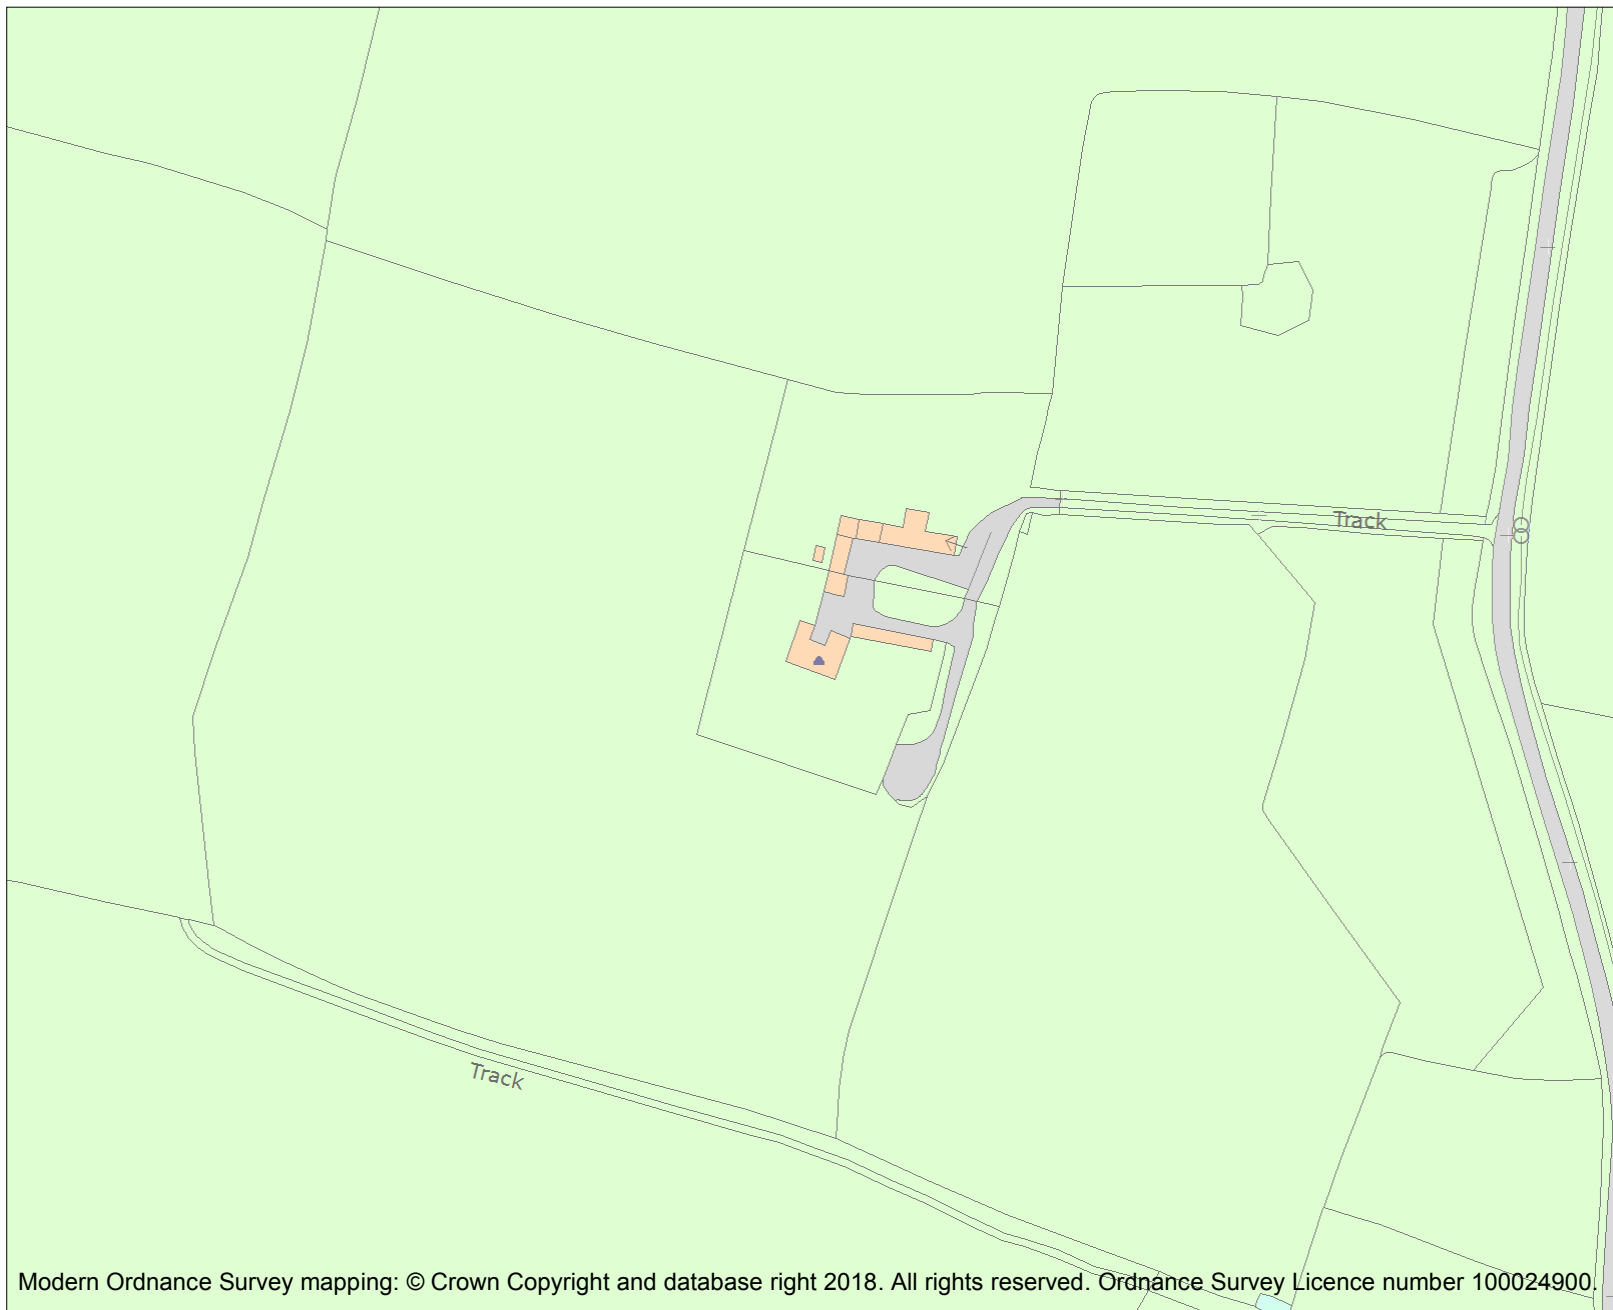 Track
Track
Modern Ordnance Survey mapping: © Crown Copyright and database right 2018. All rights reserved. Ordnance Survey Licence number 100024900.